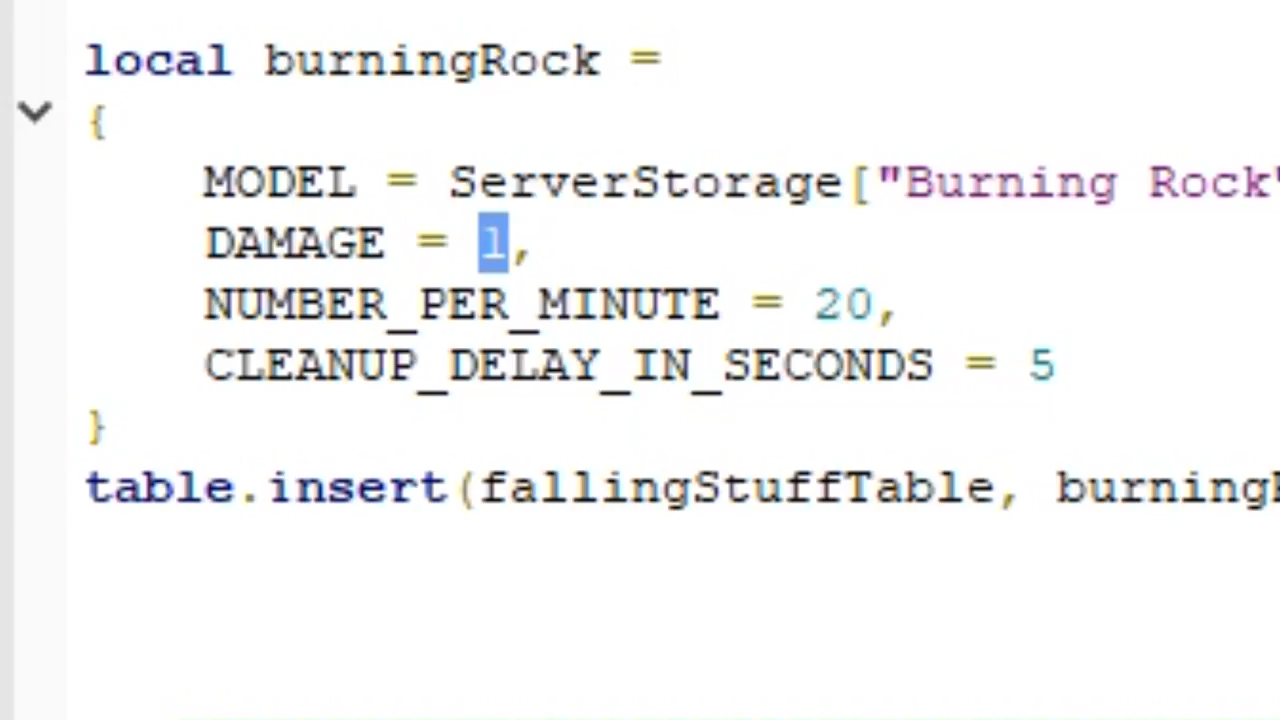 local burningRock =
{
MODEL = ServerStorage["Burning Rock"
DAMAGE = 1,
NUMBER_PER_MINUTE = 20,
CLEANUP_DELAY_IN_SECONDS = 5
}
table.insert(fallingStuffTable, burning